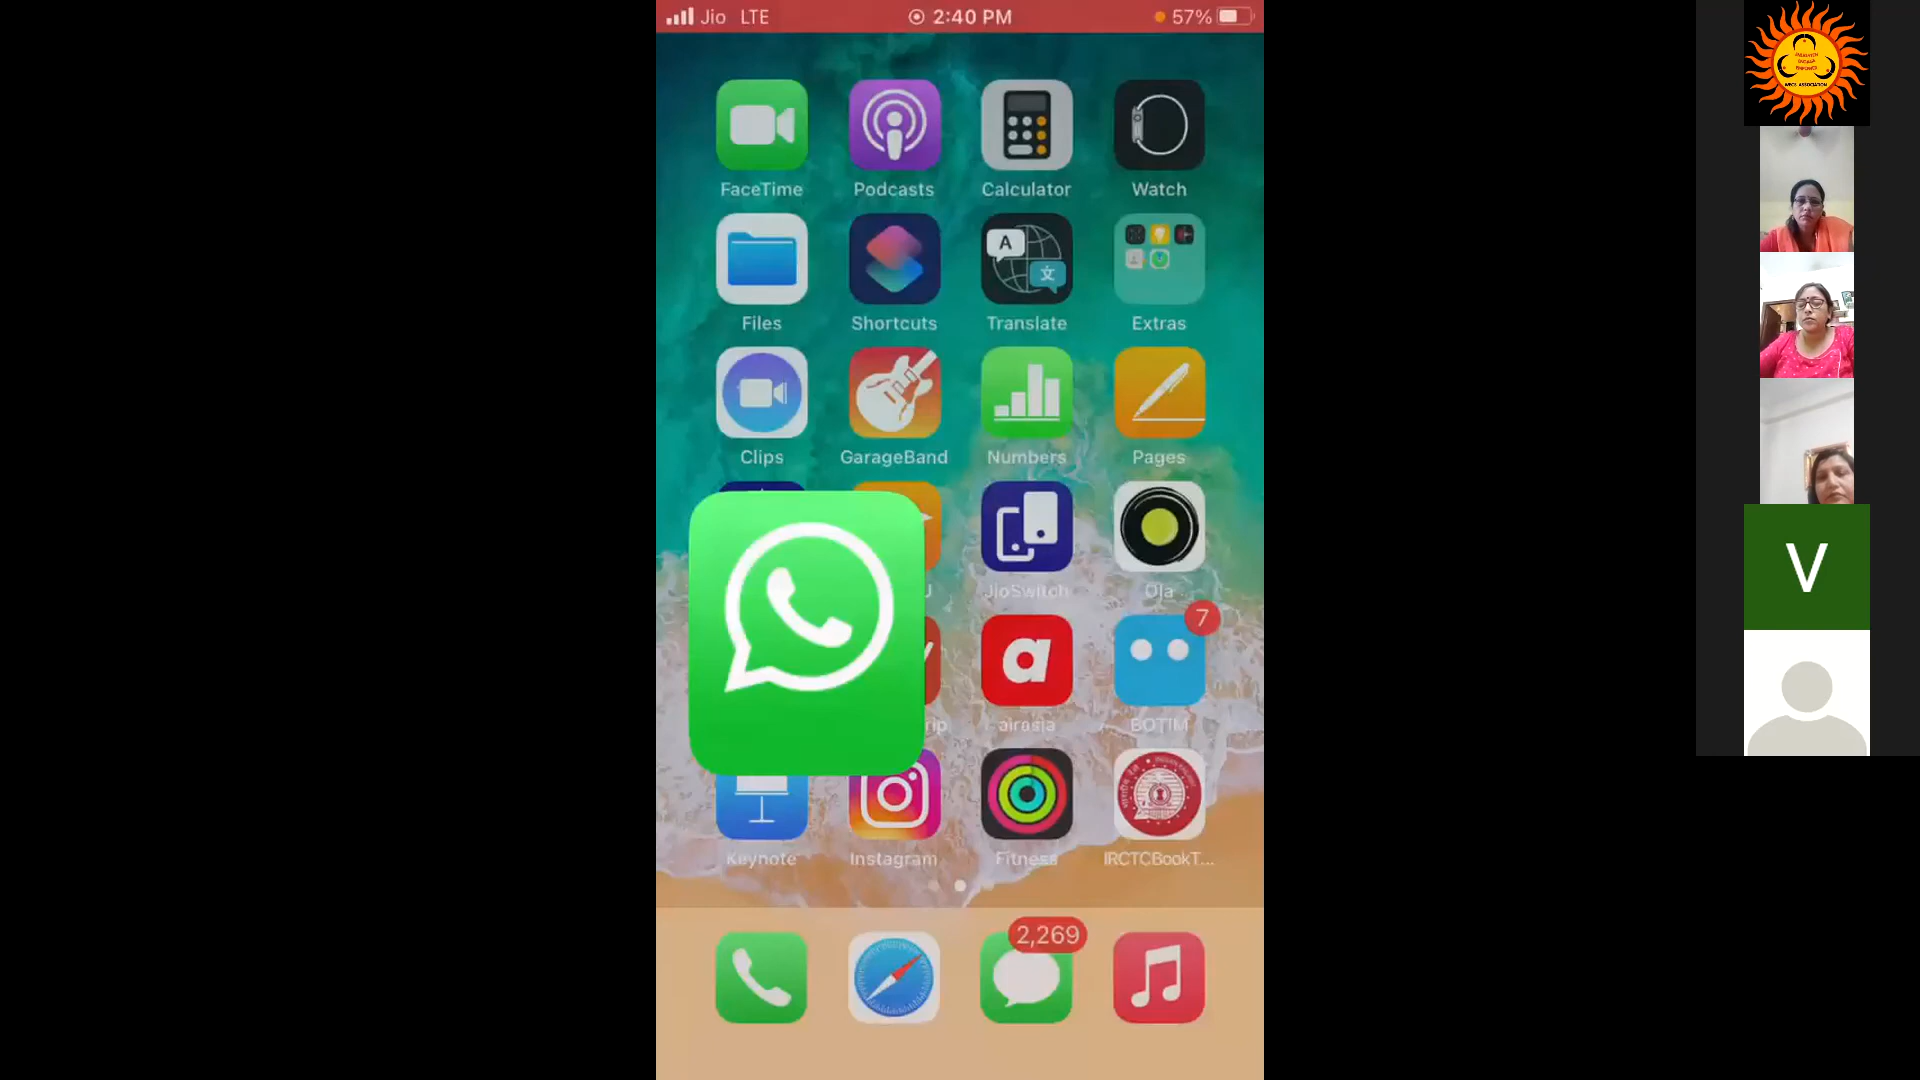 Jio LTE 2:40 PM 57%
FaceTime Podcasts Calculator Watch
A 文
Files Shortcuts Translate Extras
Clips GarageBand Numbers Pages
JioSwitch Ola
7
a
airasia BOTIM
Keynote Instagram Fitness IRCTCBookT...
2,269
V